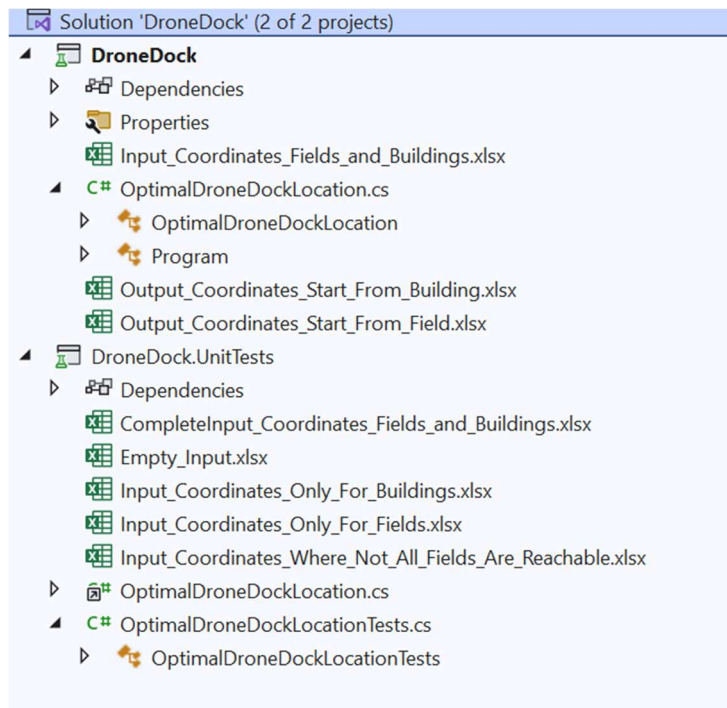 Solution 'DroneDock' (2 of 2 projects)
DroneDock
Dependencies
Properties
Input_Coordinates_Fields_and_Buildings.xlsx
C# OptimalDroneDockLocation.cs
OptimalDroneDockLocation
Program
Output_Coordinates_Start_From_Building.xlsx
Output_Coordinates_Start_From_Field.xlsx
DroneDock.UnitTests
Dependencies
CompleteInput_Coordinates_Fields_and_Buildings.xlsx
Empty_Input.xlsx
Input_Coordinates_Only_For_Buildings.xlsx
Input_Coordinates_Only_For_Fields.xlsx
Input_Coordinates_Where_Not_All_Fields_Are_Reachable.xlsx
OptimalDroneDockLocation.cs
C# OptimalDroneDockLocationTests.cs
OptimalDroneDockLocationTests